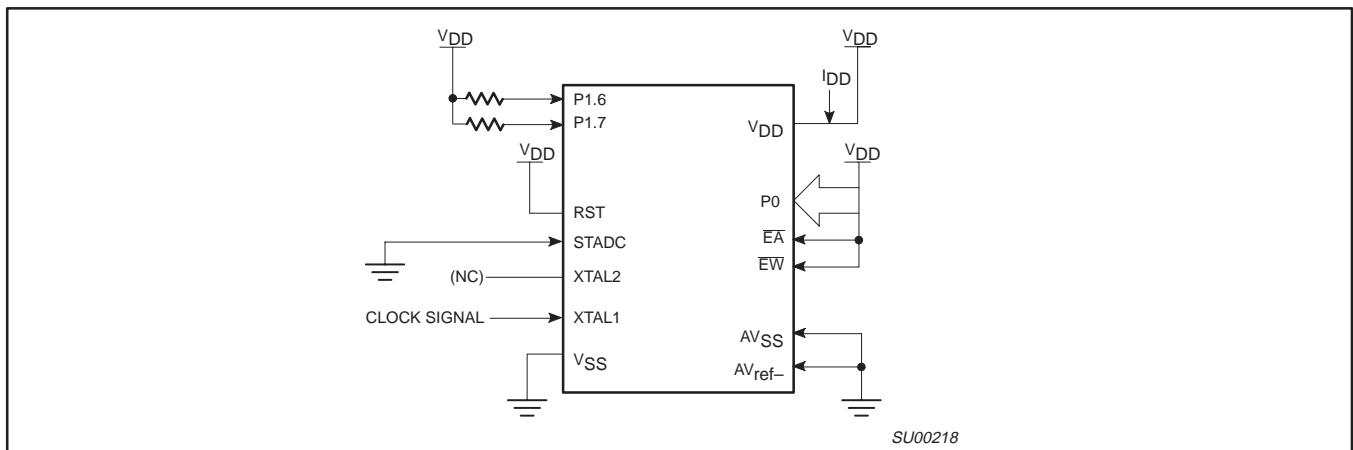 VDD
VDD
IDD
P1.6
P1.7
VDD
VDD
VDD
P0
RST
STADC
EA
(NC)
XTAL2
EW
CLOCK SIGNAL
XTAL1
AVSS
VSS
AVref–
SU00218